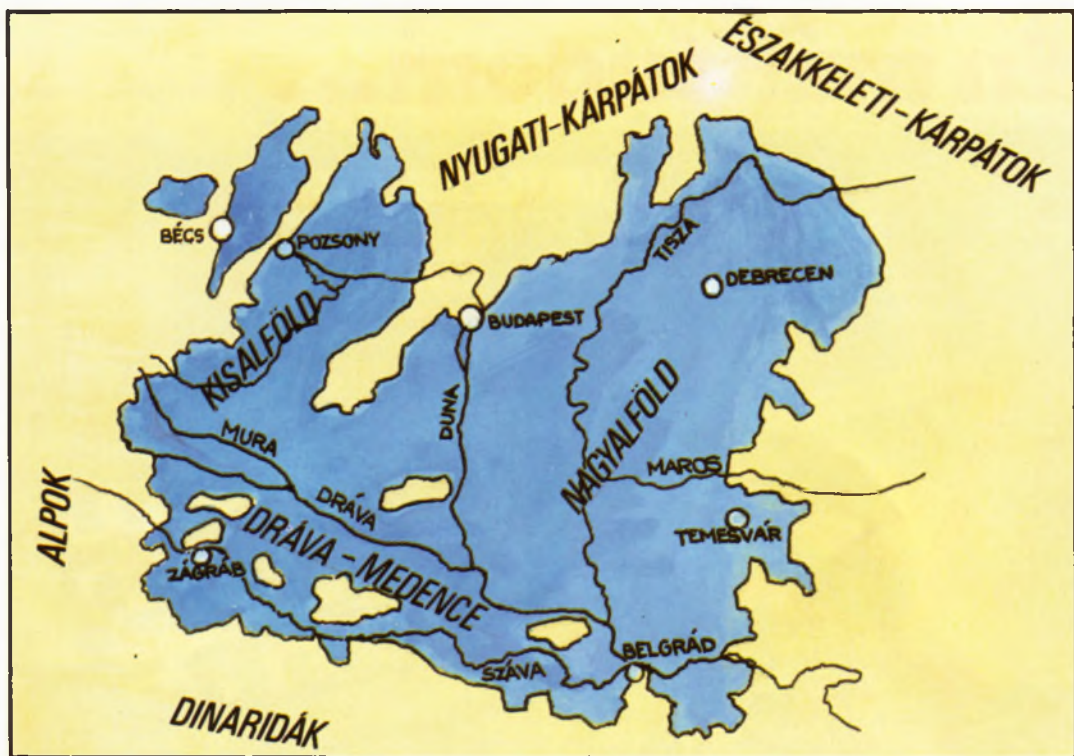 ÉSZAKKELETI-KÁRPÁTOK
NYUGATI-KÁRPÁTOK
BÉCS
POZSONY
TISZA
DEBRECEN
BUDAPEST
KISALFÖLD
DUNA
NAGYALFÖLD
MURA
MAROS
DRÁVA
ALPOK
DRÁVA - MEDENCE
TEMESVÁR
ZÁGRÁB
BELGRÁD
SZÁVA
DINARIDÁK